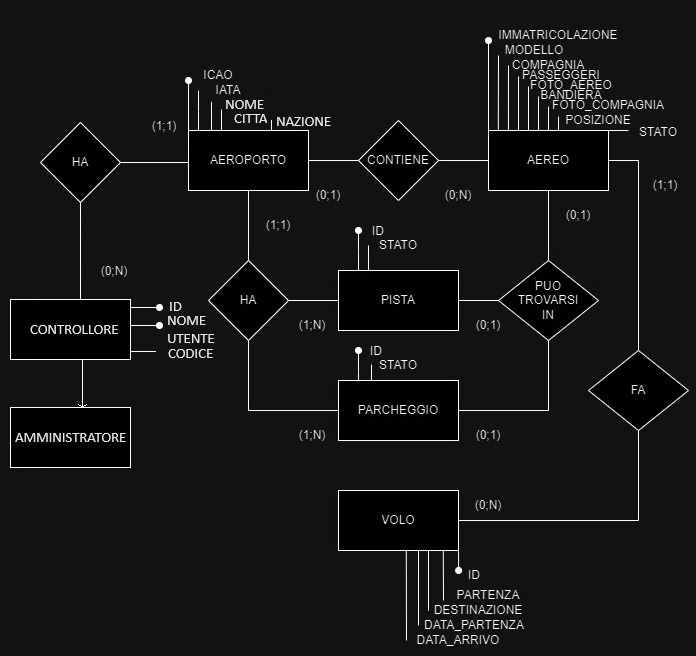 IMMATRICOLAZIONE
MODELLO
COMPAGNIA
PASSEGGERI
FOTO_AEREO
BANDIERA
FOTO_COMPAGNIA
POSIZIONE
STATO
ICAO
IATA
NOME
CITTA
NAZIONE
(1;1)
HA
AEROPORTO
CONTIENE
AEREO
(0;1)
(0;N)
(1;1)
(1;1)
(0;1)
ID
STATO
(0;N)
HA
PISTA
PUO
TROVARSI
IN
(1;N)
(0;1)
CONTROLLORE
ID
NOME
UTENTE
CODICE
ID
STATO
FA
AMMINISTRATORE
PARCHEGGIO
(1;N)
(0;1)
VOLO
(0;N)
ID
PARTENZA
DESTINAZIONE
DATA_PARTENZA
DATA_ARRIVO